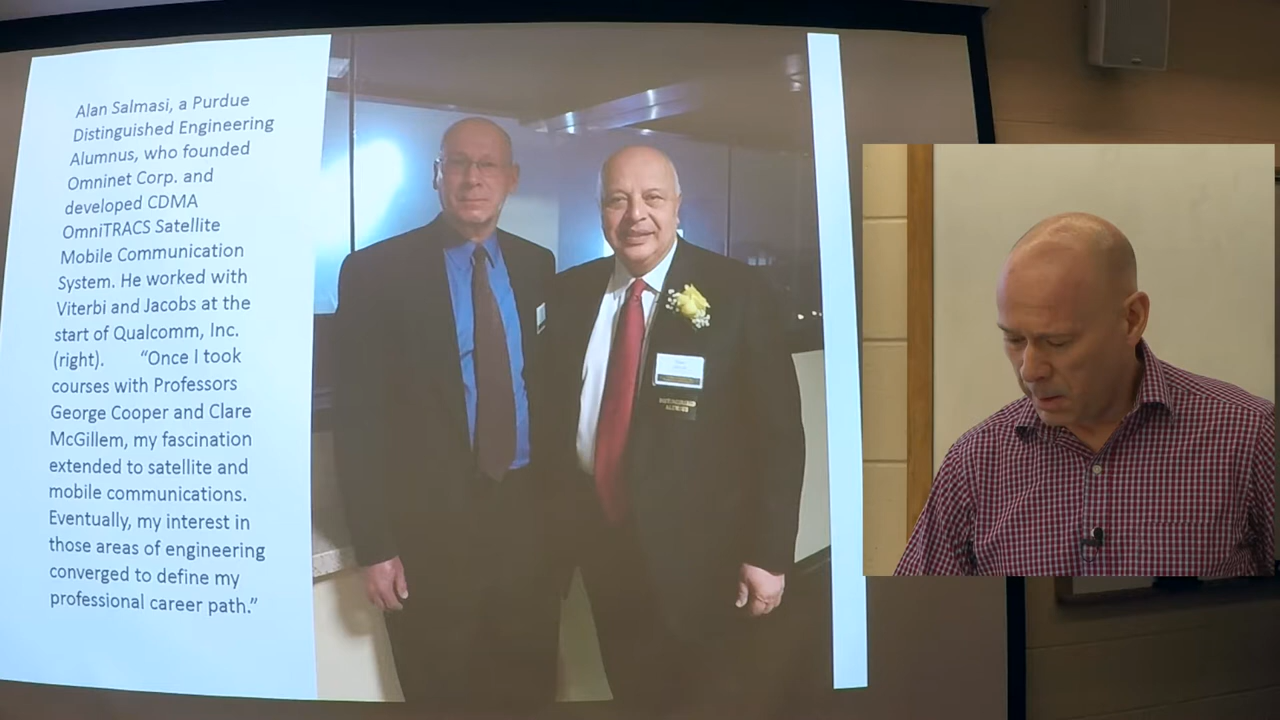 Alan Salmasi, a Purdue
Distinguished Engineering
Alumnus, who founded
Omninet Corp. and
developed CDMA
OmniTRACS Satellite
Mobile Communication
System. He worked with
Viterbi and Jacobs at the
start of Qualcomm, Inc.
(right). “Once I took
courses with Professors
George Cooper and Clare
McGillem, my fascination
extended to satellite and
mobile communications.
Eventually, my interest in
those areas of engineering
converged to define my
professional career path.”